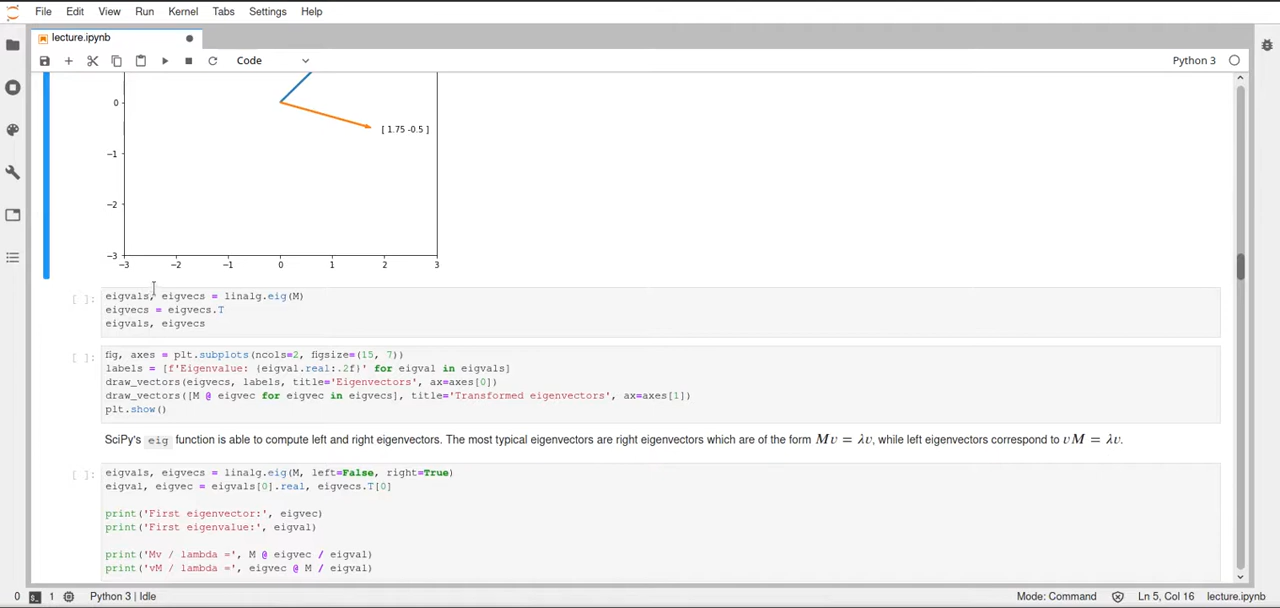 File Edit View Run Kernel Tabs Settings Help
lecture.ipynb
Code
Python 3
0
[ 1.75 -0.5 ]
−1
−2
−3
−3 −2 −1 0 1 2 3
[ ]: eigvals, eigvecs = linalg.eig(M)
eigvecs = eigvecs.T
eigvals, eigvecs
[ ]: fig, axes = plt.subplots(ncols=2, figsize=(15, 7))
labels = [f'Eigenvalue: {eigval.real:.2f}' for eigval in eigvals]
draw_vectors(eigvecs, labels, title='Eigenvectors', ax=axes[0])
draw_vectors([M @ eigvec for eigvec in eigvecs], title='Transformed eigenvectors', ax=axes[1])
plt.show()
SciPy's eig function is able to compute left and right eigenvectors. The most typical eigenvectors are right eigenvectors which are of the form Mv = λv, while left eigenvectors correspond to vM = λv.
[ ]: eigvals, eigvecs = linalg.eig(M, left=False, right=True)
eigval, eigvec = eigvals[0].real, eigvecs.T[0]
print('First eigenvector:', eigvec)
print('First eigenvalue:', eigval)
print('Mv / lambda =', M @ eigvec / eigval)
print('vM / lambda =', eigvec @ M / eigval)
0 1 Python 3 | Idle Mode: Command Ln 5, Col 16 lecture.ipynb